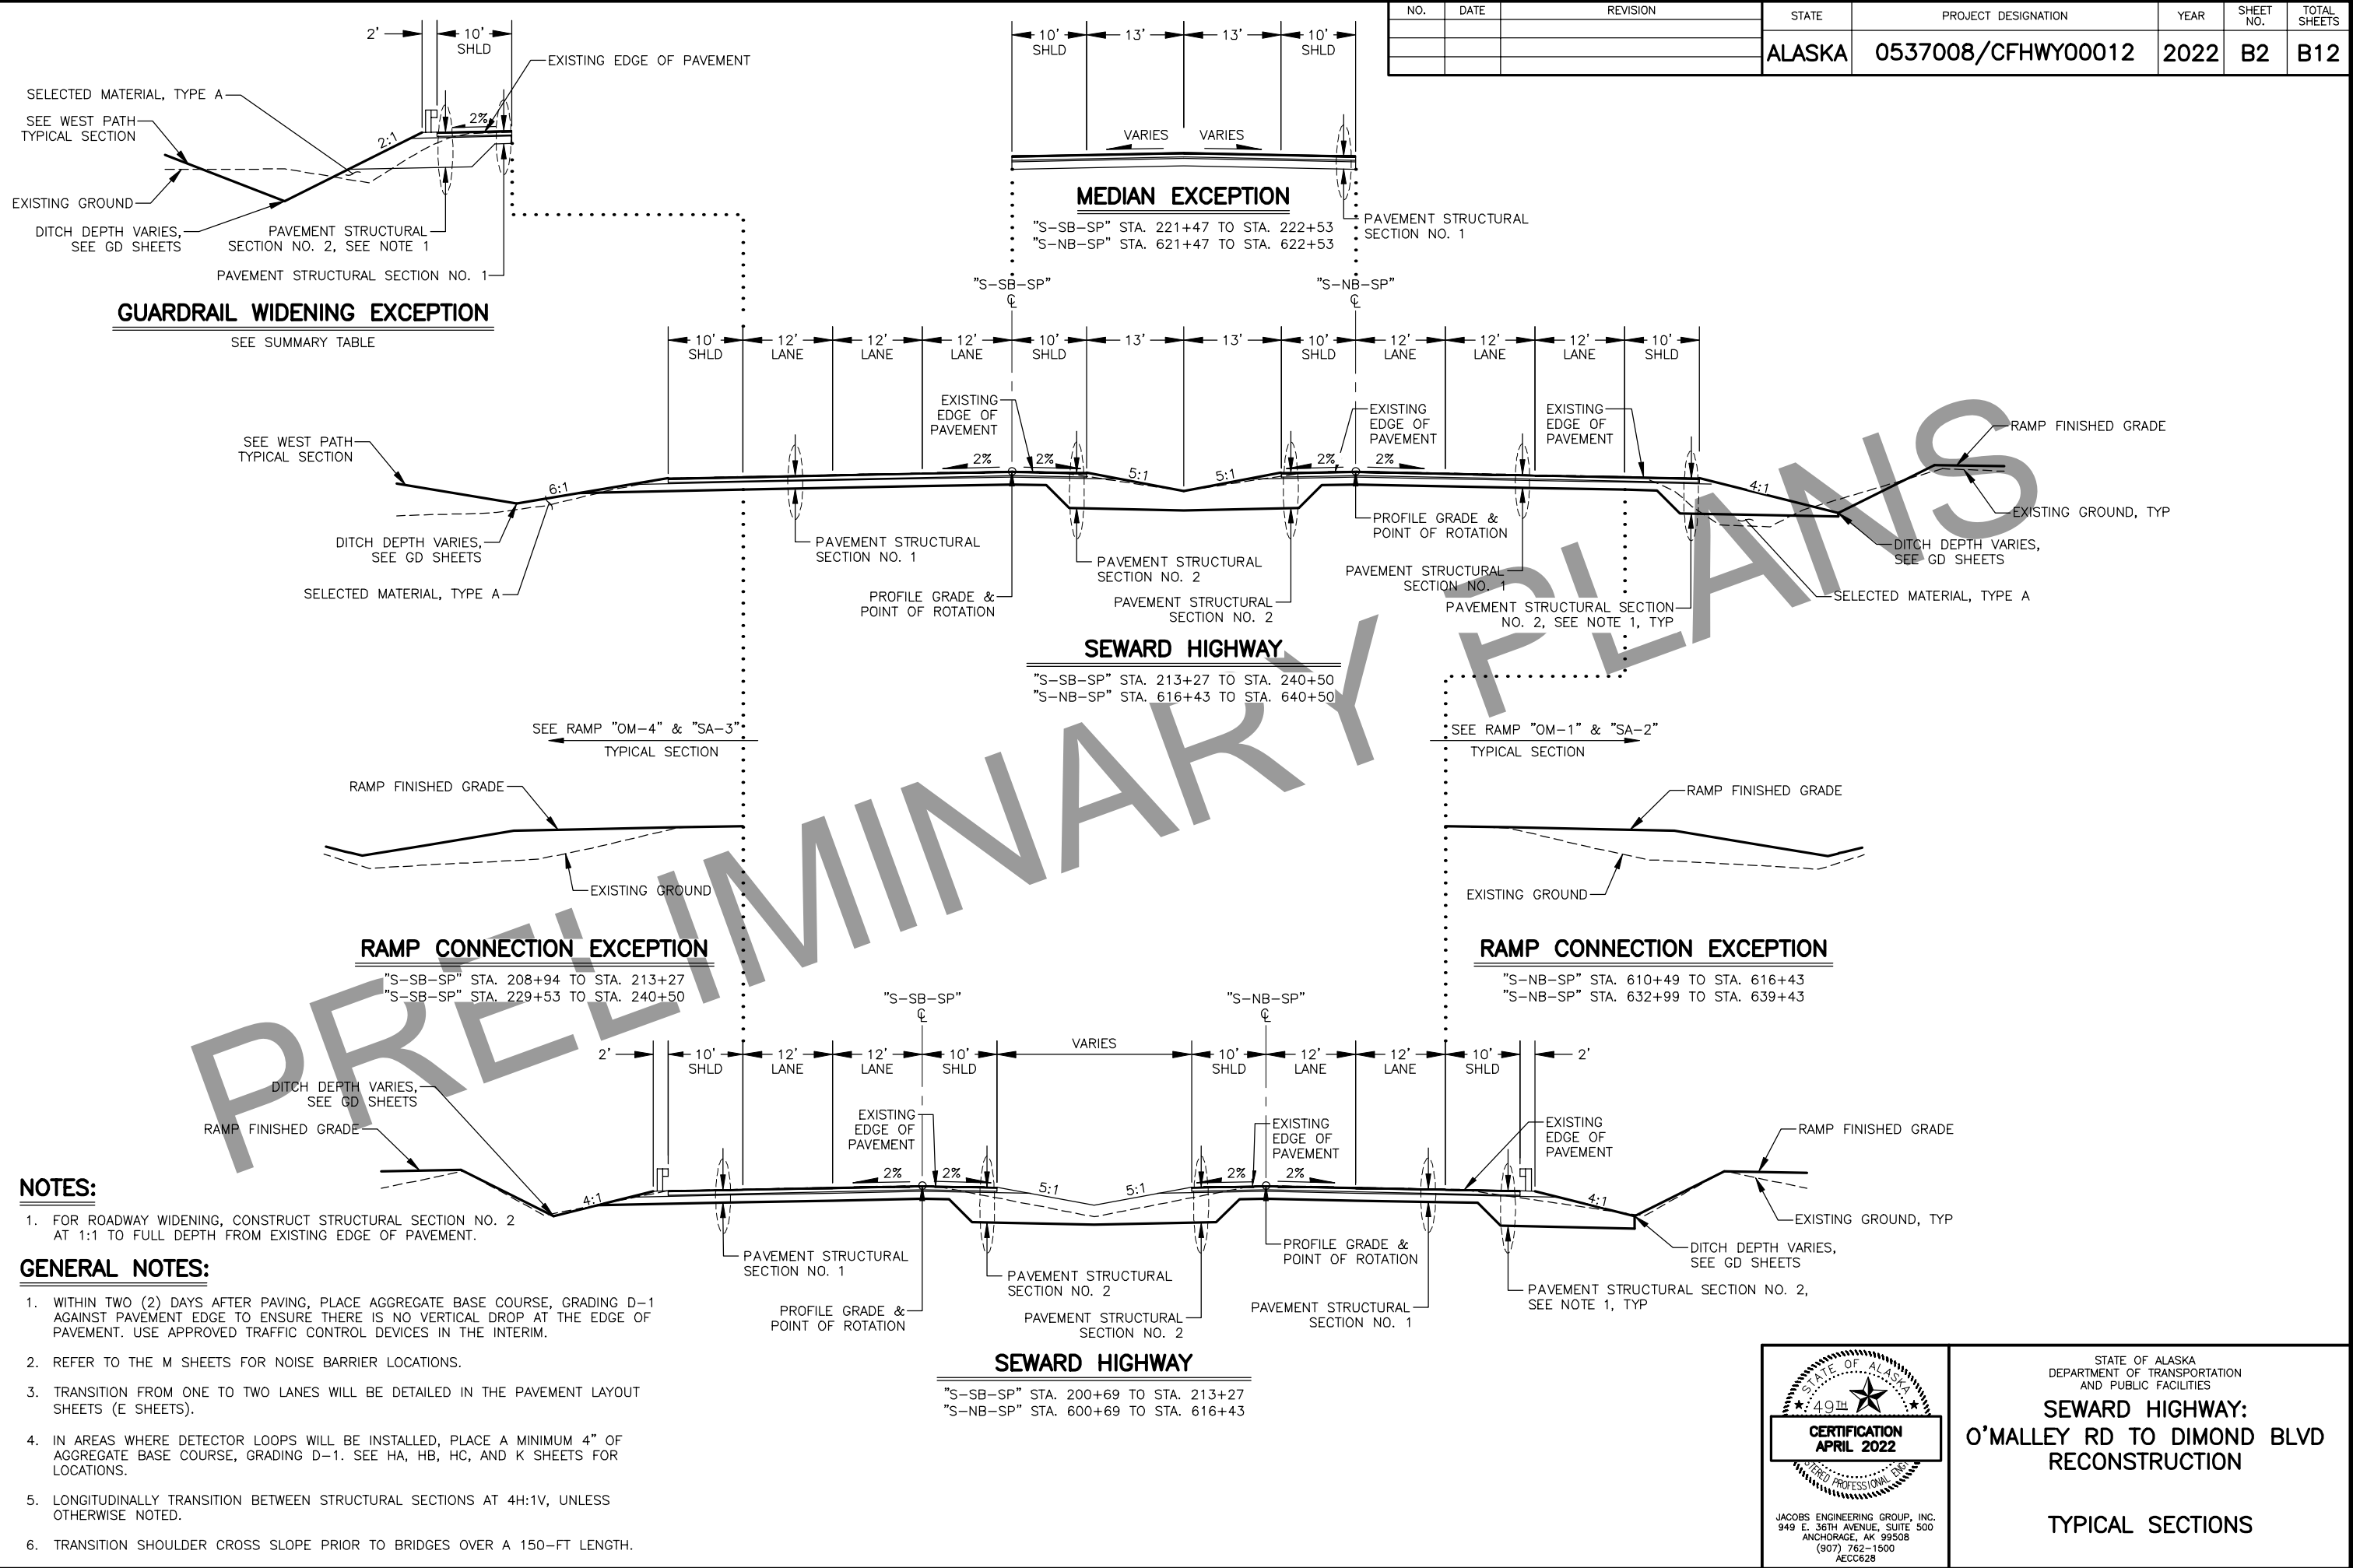 NO. DATE REVISION STATE PROJECT DESIGNATION YEAR SHEET NO. TOTAL SHEETS
ALASKA 0537008/CFHWY00012 2022 B2 B12
2' 10' SHLD
EXISTING EDGE OF PAVEMENT
SELECTED MATERIAL, TYPE A
SEE WEST PATH
TYPICAL SECTION
2:1
2%
EXISTING GROUND
DITCH DEPTH VARIES,
SEE GD SHEETS
PAVEMENT STRUCTURAL
SECTION NO. 2, SEE NOTE 1
PAVEMENT STRUCTURAL SECTION NO. 1
GUARDRAIL WIDENING EXCEPTION
SEE SUMMARY TABLE
10' SHLD 13' 13' 10' SHLD
VARIES VARIES
MEDIAN EXCEPTION
"S-SB-SP" STA. 221+47 TO STA. 222+53
"S-NB-SP" STA. 621+47 TO STA. 622+53
PAVEMENT STRUCTURAL
SECTION NO. 1
"S-SB-SP" ℄
"S-NB-SP" ℄
10' SHLD 12' LANE 12' LANE 12' LANE 10' SHLD 13' 13' 10' SHLD 12' LANE 12' LANE 12' LANE 10' SHLD
EXISTING
EDGE OF
PAVEMENT
EXISTING
EDGE OF
PAVEMENT
EXISTING
EDGE OF
PAVEMENT
RAMP FINISHED GRADE
SEE WEST PATH
TYPICAL SECTION
6:1
2% 2%
5:1 5:1
2% 2%
4:1
EXISTING GROUND, TYP
DITCH DEPTH VARIES,
SEE GD SHEETS
SELECTED MATERIAL, TYPE A
PAVEMENT STRUCTURAL
SECTION NO. 1
PROFILE GRADE &
POINT OF ROTATION
PAVEMENT STRUCTURAL
SECTION NO. 2
PAVEMENT STRUCTURAL
SECTION NO. 2
PROFILE GRADE &
POINT OF ROTATION
PAVEMENT STRUCTURAL
SECTION NO. 1
PAVEMENT STRUCTURAL SECTION
NO. 2, SEE NOTE 1, TYP
DITCH DEPTH VARIES,
SEE GD SHEETS
SELECTED MATERIAL, TYPE A
SEWARD HIGHWAY
"S-SB-SP" STA. 213+27 TO STA. 240+50
"S-NB-SP" STA. 616+43 TO STA. 640+50
SEE RAMP "OM-4" & "SA-3"
TYPICAL SECTION
SEE RAMP "OM-1" & "SA-2"
TYPICAL SECTION
RAMP FINISHED GRADE
EXISTING GROUND
RAMP CONNECTION EXCEPTION
"S-SB-SP" STA. 208+94 TO STA. 213+27
"S-SB-SP" STA. 229+53 TO STA. 240+50
RAMP FINISHED GRADE
EXISTING GROUND
RAMP CONNECTION EXCEPTION
"S-NB-SP" STA. 610+49 TO STA. 616+43
"S-NB-SP" STA. 632+99 TO STA. 639+43
PRELIMINARY PLANS
"S-SB-SP" ℄
"S-NB-SP" ℄
2' 10' SHLD 12' LANE 12' LANE 10' SHLD VARIES 10' SHLD 12' LANE 12' LANE 10' SHLD 2'
DITCH DEPTH VARIES,
SEE GD SHEETS
RAMP FINISHED GRADE
EXISTING
EDGE OF
PAVEMENT
EXISTING
EDGE OF
PAVEMENT
EXISTING
EDGE OF
PAVEMENT
RAMP FINISHED GRADE
4:1
2% 2%
5:1 5:1
2% 2%
4:1
EXISTING GROUND, TYP
DITCH DEPTH VARIES,
SEE GD SHEETS
PAVEMENT STRUCTURAL
SECTION NO. 1
PROFILE GRADE &
POINT OF ROTATION
PAVEMENT STRUCTURAL
SECTION NO. 2
PAVEMENT STRUCTURAL
SECTION NO. 2
PROFILE GRADE &
POINT OF ROTATION
PAVEMENT STRUCTURAL
SECTION NO. 1
PAVEMENT STRUCTURAL SECTION NO. 2,
SEE NOTE 1, TYP
SEWARD HIGHWAY
"S-SB-SP" STA. 200+69 TO STA. 213+27
"S-NB-SP" STA. 600+69 TO STA. 616+43
NOTES:
1. FOR ROADWAY WIDENING, CONSTRUCT STRUCTURAL SECTION NO. 2
AT 1:1 TO FULL DEPTH FROM EXISTING EDGE OF PAVEMENT.
GENERAL NOTES:
1. WITHIN TWO (2) DAYS AFTER PAVING, PLACE AGGREGATE BASE COURSE, GRADING D-1
AGAINST PAVEMENT EDGE TO ENSURE THERE IS NO VERTICAL DROP AT THE EDGE OF
PAVEMENT. USE APPROVED TRAFFIC CONTROL DEVICES IN THE INTERIM.
2. REFER TO THE M SHEETS FOR NOISE BARRIER LOCATIONS.
3. TRANSITION FROM ONE TO TWO LANES WILL BE DETAILED IN THE PAVEMENT LAYOUT
SHEETS (E SHEETS).
4. IN AREAS WHERE DETECTOR LOOPS WILL BE INSTALLED, PLACE A MINIMUM 4" OF
AGGREGATE BASE COURSE, GRADING D-1. SEE HA, HB, HC, AND K SHEETS FOR
LOCATIONS.
5. LONGITUDINALLY TRANSITION BETWEEN STRUCTURAL SECTIONS AT 4H:1V, UNLESS
OTHERWISE NOTED.
6. TRANSITION SHOULDER CROSS SLOPE PRIOR TO BRIDGES OVER A 150-FT LENGTH.
STATE OF ALASKA
49TH
CERTIFICATION
APRIL 2022
PROFESSIONAL
JACOBS ENGINEERING GROUP, INC.
949 E. 36TH AVENUE, SUITE 500
ANCHORAGE, AK 99508
(907) 762-1500
AECC628
STATE OF ALASKA
DEPARTMENT OF TRANSPORTATION
AND PUBLIC FACILITIES
SEWARD HIGHWAY:
O'MALLEY RD TO DIMOND BLVD
RECONSTRUCTION
TYPICAL SECTIONS